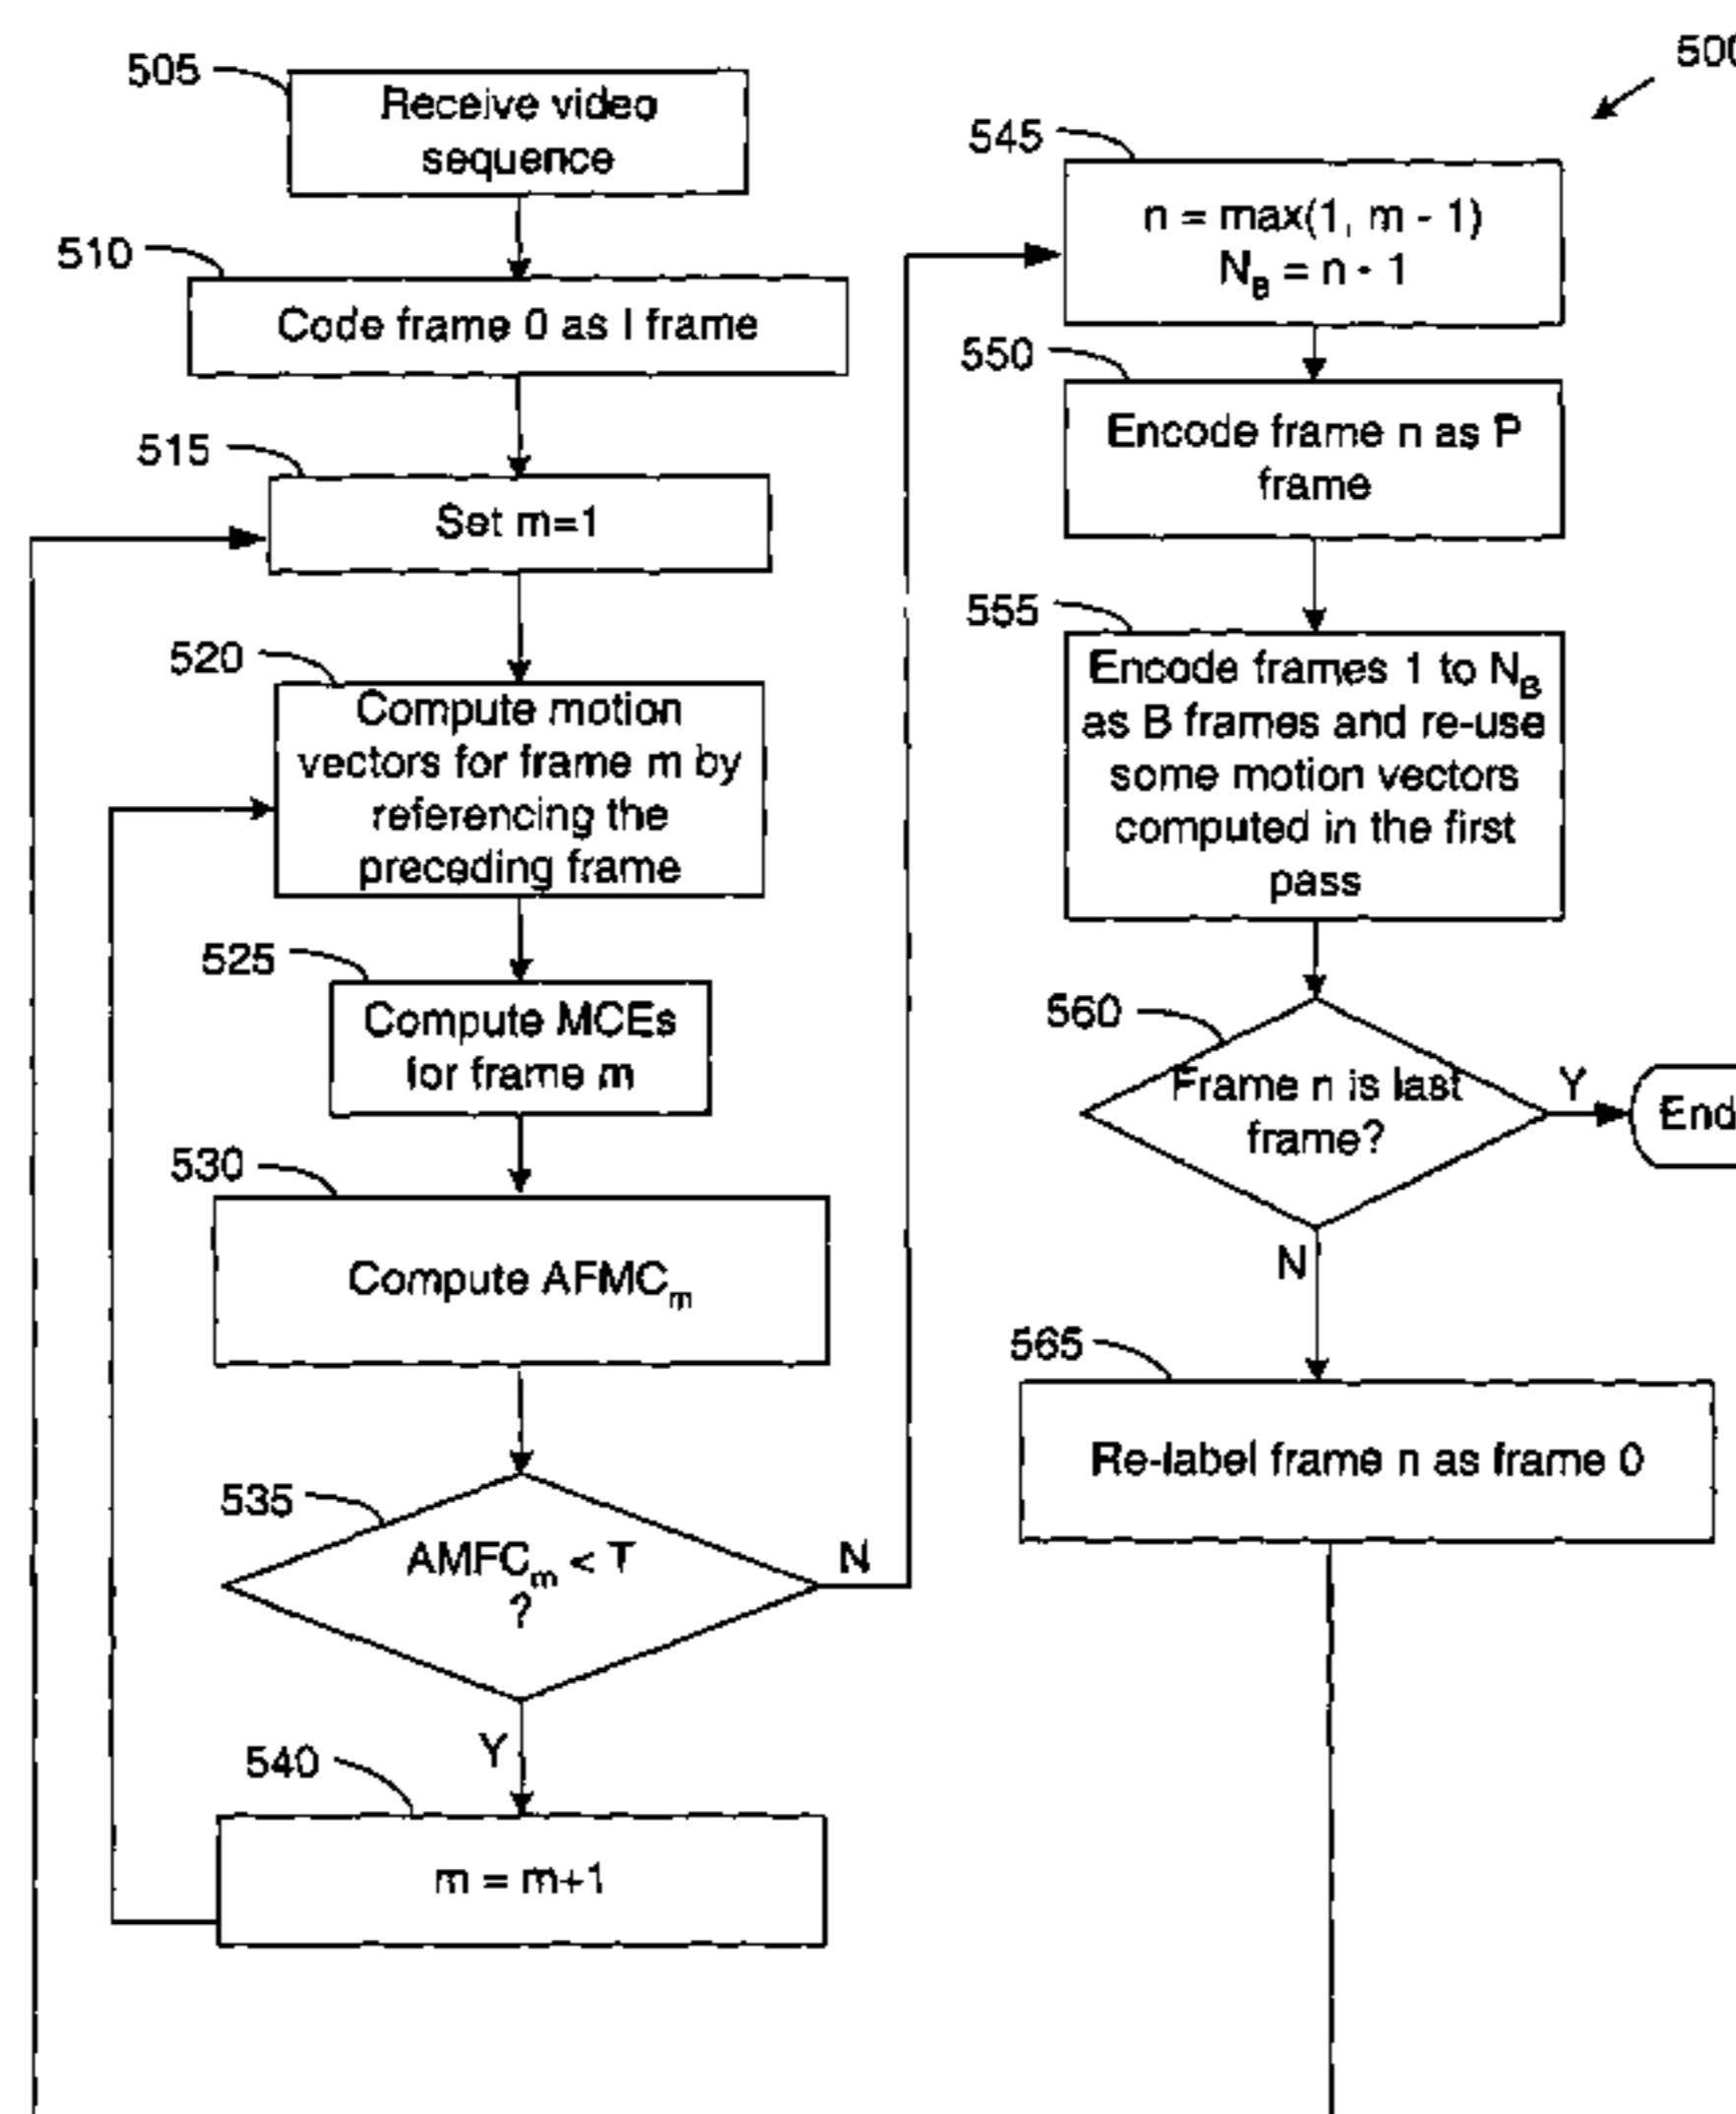 505
Receive video
sequence
510
Code frame 0 as I frame
515
Set m=1
520
Compute motion
vectors for frame m by
referencing the
preceding frame
525
Compute MCEs
for frame m
530
Compute AFMCm
535
AMFCm < T
?
N
Y
540
m = m+1
500
545
n = max(1, m - 1)
NB = n - 1
550
Encode frame n as P
frame
555
Encode frames 1 to NB
as B frames and re-use
some motion vectors
computed in the first
pass
560
Frame n is last
frame?
Y
End
N
565
Re-label frame n as frame 0